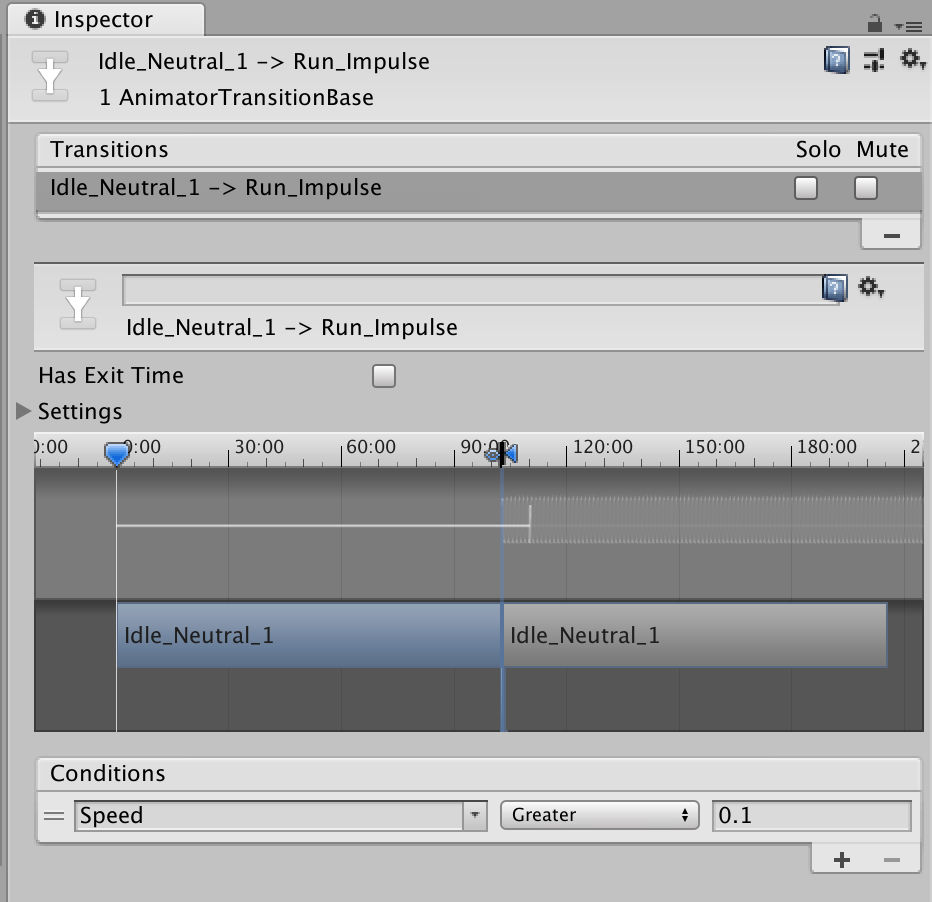 Inspector
Idle_Neutral_1 -> Run_Impulse
1 AnimatorTransitionBase
Transitions Solo Mute
Idle_Neutral_1 -> Run_Impulse
Idle_Neutral_1 -> Run_Impulse
Has Exit Time
Settings
0:00 0:00 30:00 60:00 90:00 120:00 150:00 180:00 2
Idle_Neutral_1 Idle_Neutral_1
Conditions
Speed Greater 0.1